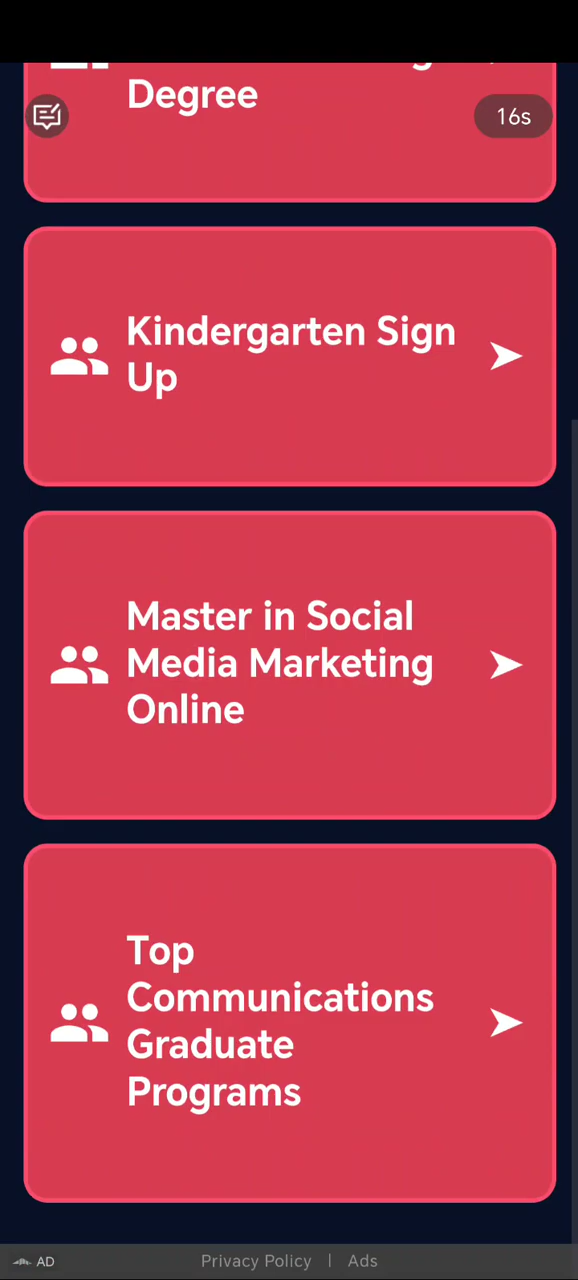 Degree
16s
Kindergarten Sign
Up
Master in Social
Media Marketing
Online
Top
Communications
Graduate
Programs
AD
Privacy Policy | Ads